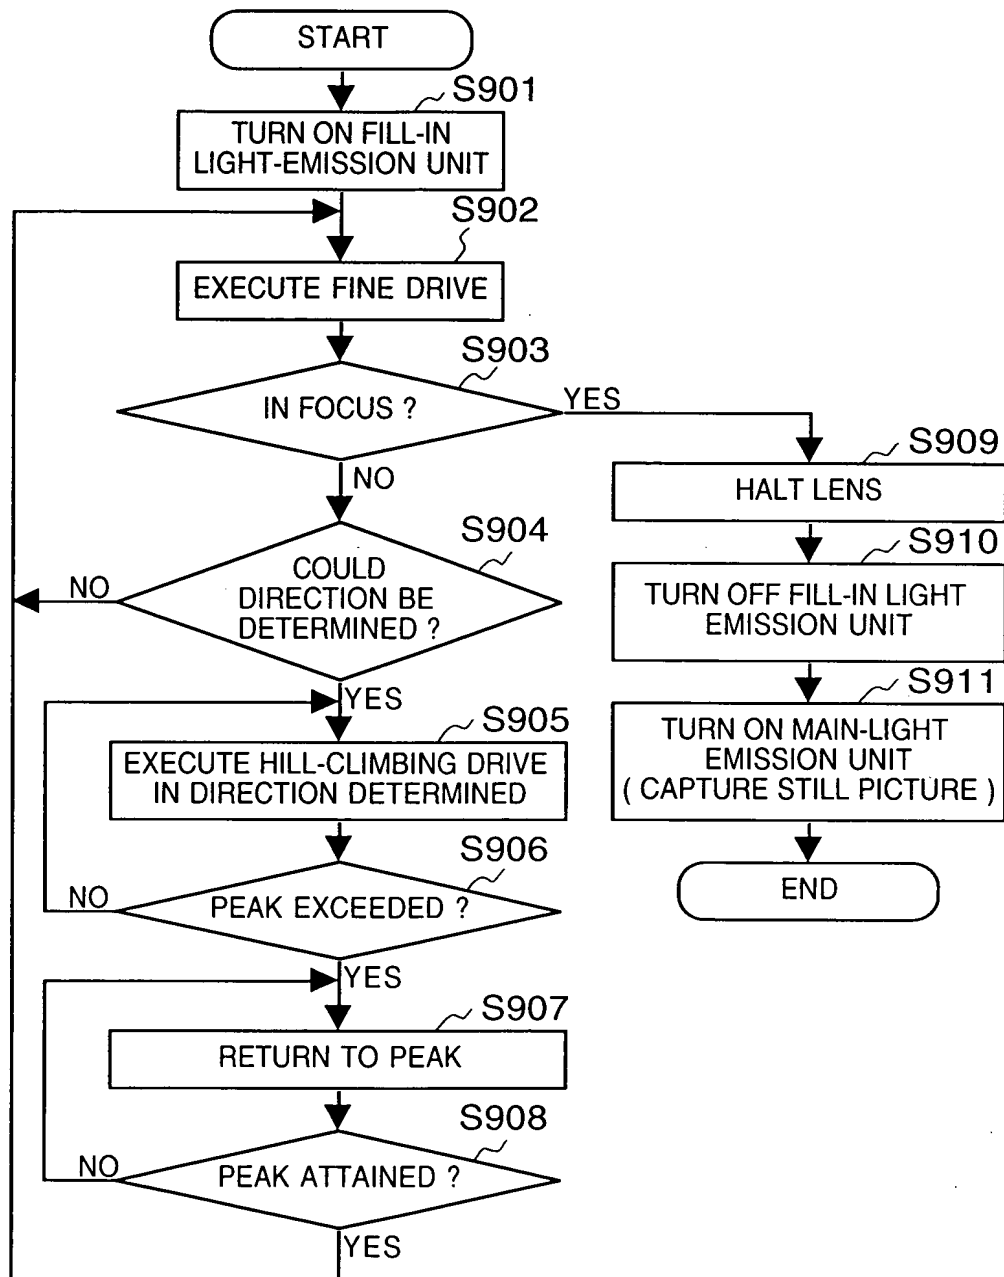 START
S901
TURN ON FILL-IN
LIGHT-EMISSION UNIT
S902
EXECUTE FINE DRIVE
S903
IN FOCUS ?
YES
NO
S904
COULD
DIRECTION BE
DETERMINED ?
NO
YES
S905
EXECUTE HILL-CLIMBING DRIVE
IN DIRECTION DETERMINED
S906
PEAK EXCEEDED ?
NO
YES
S907
RETURN TO PEAK
S908
PEAK ATTAINED ?
NO
YES
S909
HALT LENS
S910
TURN OFF FILL-IN LIGHT
EMISSION UNIT
S911
TURN ON MAIN-LIGHT
EMISSION UNIT
( CAPTURE STILL PICTURE )
END